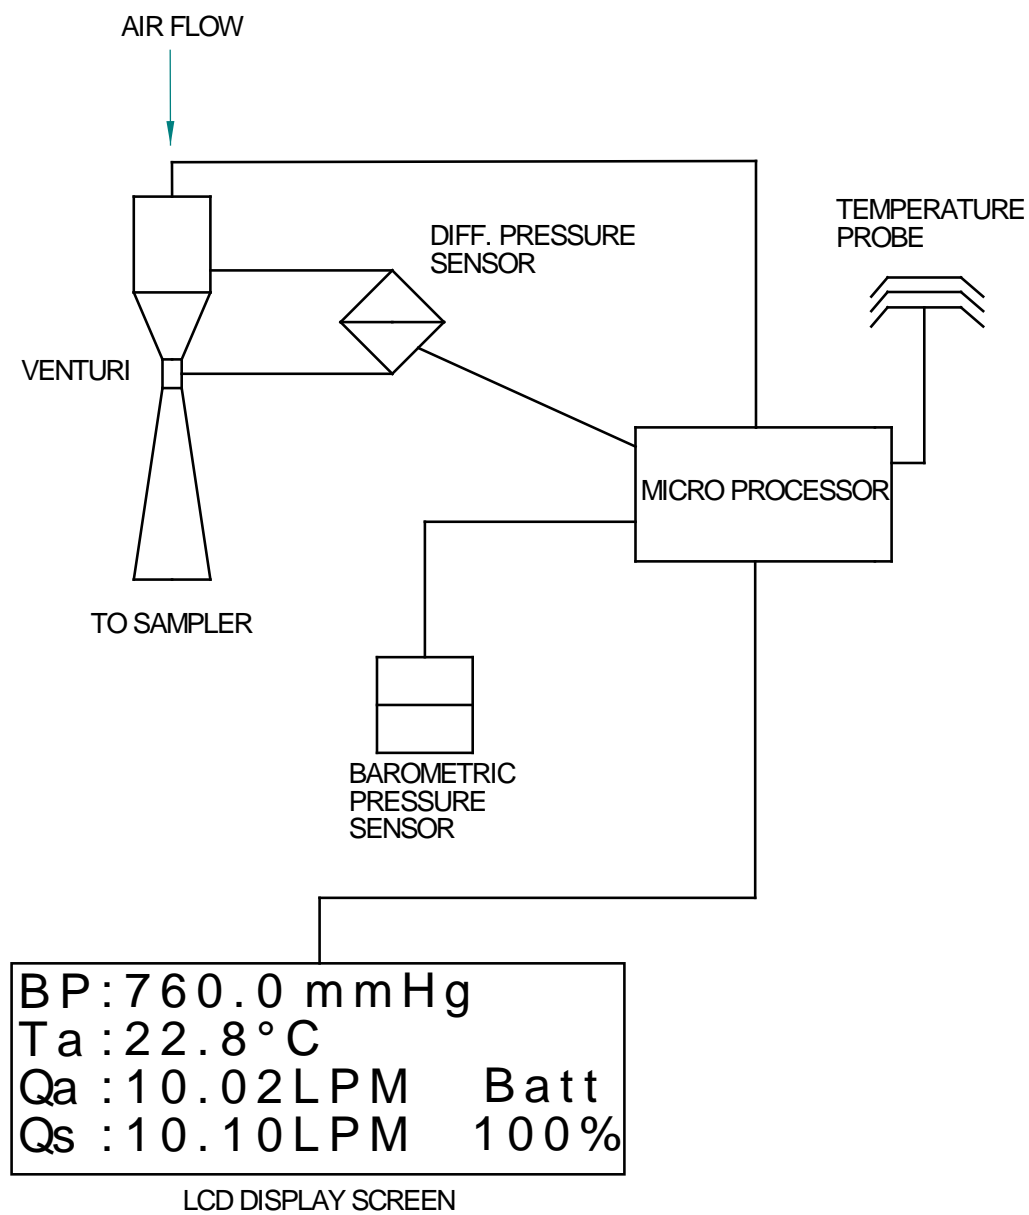 AIR FLOW
TEMPERATURE
PROBE
DIFF. PRESSURE
SENSOR
VENTURI
MICRO PROCESSOR
TO SAMPLER
BAROMETRIC
PRESSURE
SENSOR
BP:760.0 mmHg
Ta:22.8°C
Qa:10.02LPM Batt
Qs:10.10LPM 100%
LCD DISPLAY SCREEN